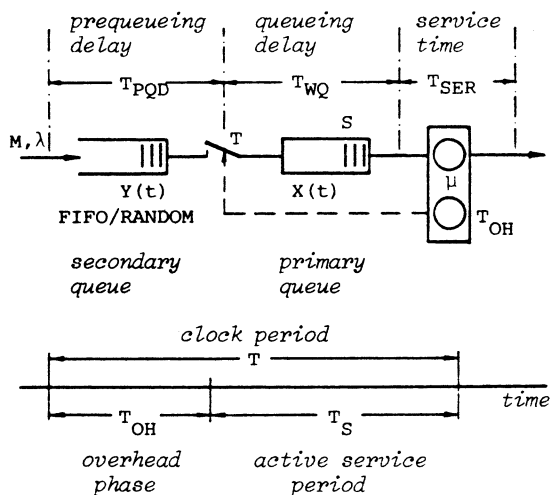 prequeueing queueing service
delay delay time
T_PQD T_WQ T_SER
T S
M,λ
μ
Y(t) X(t)
FIFO/RANDOM T_OH
secondary primary
queue queue
clock period
T
time
T_OH T_S
overhead active service
phase period